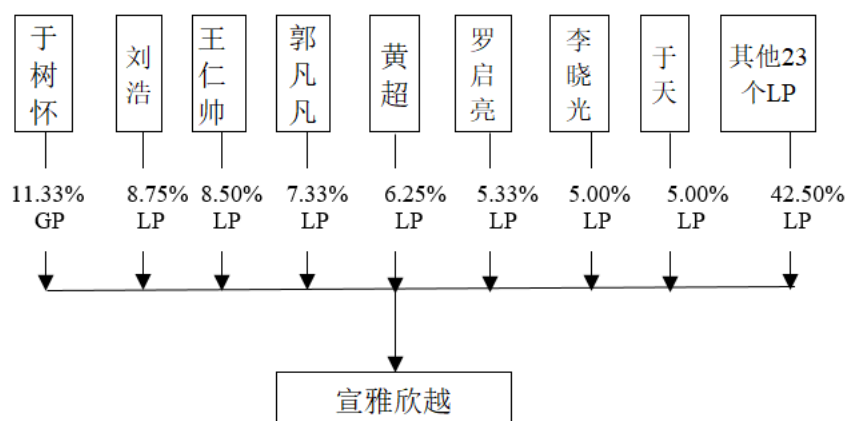 于树怀
刘浩
王仁帅
郭凡凡
黄超
罗启亮
李晓光
于天
其他23
个LP
11.33%
GP
8.75%
LP
8.50%
LP
7.33%
LP
6.25%
LP
5.33%
LP
5.00%
LP
5.00%
LP
42.50%
LP
宣雅欣越